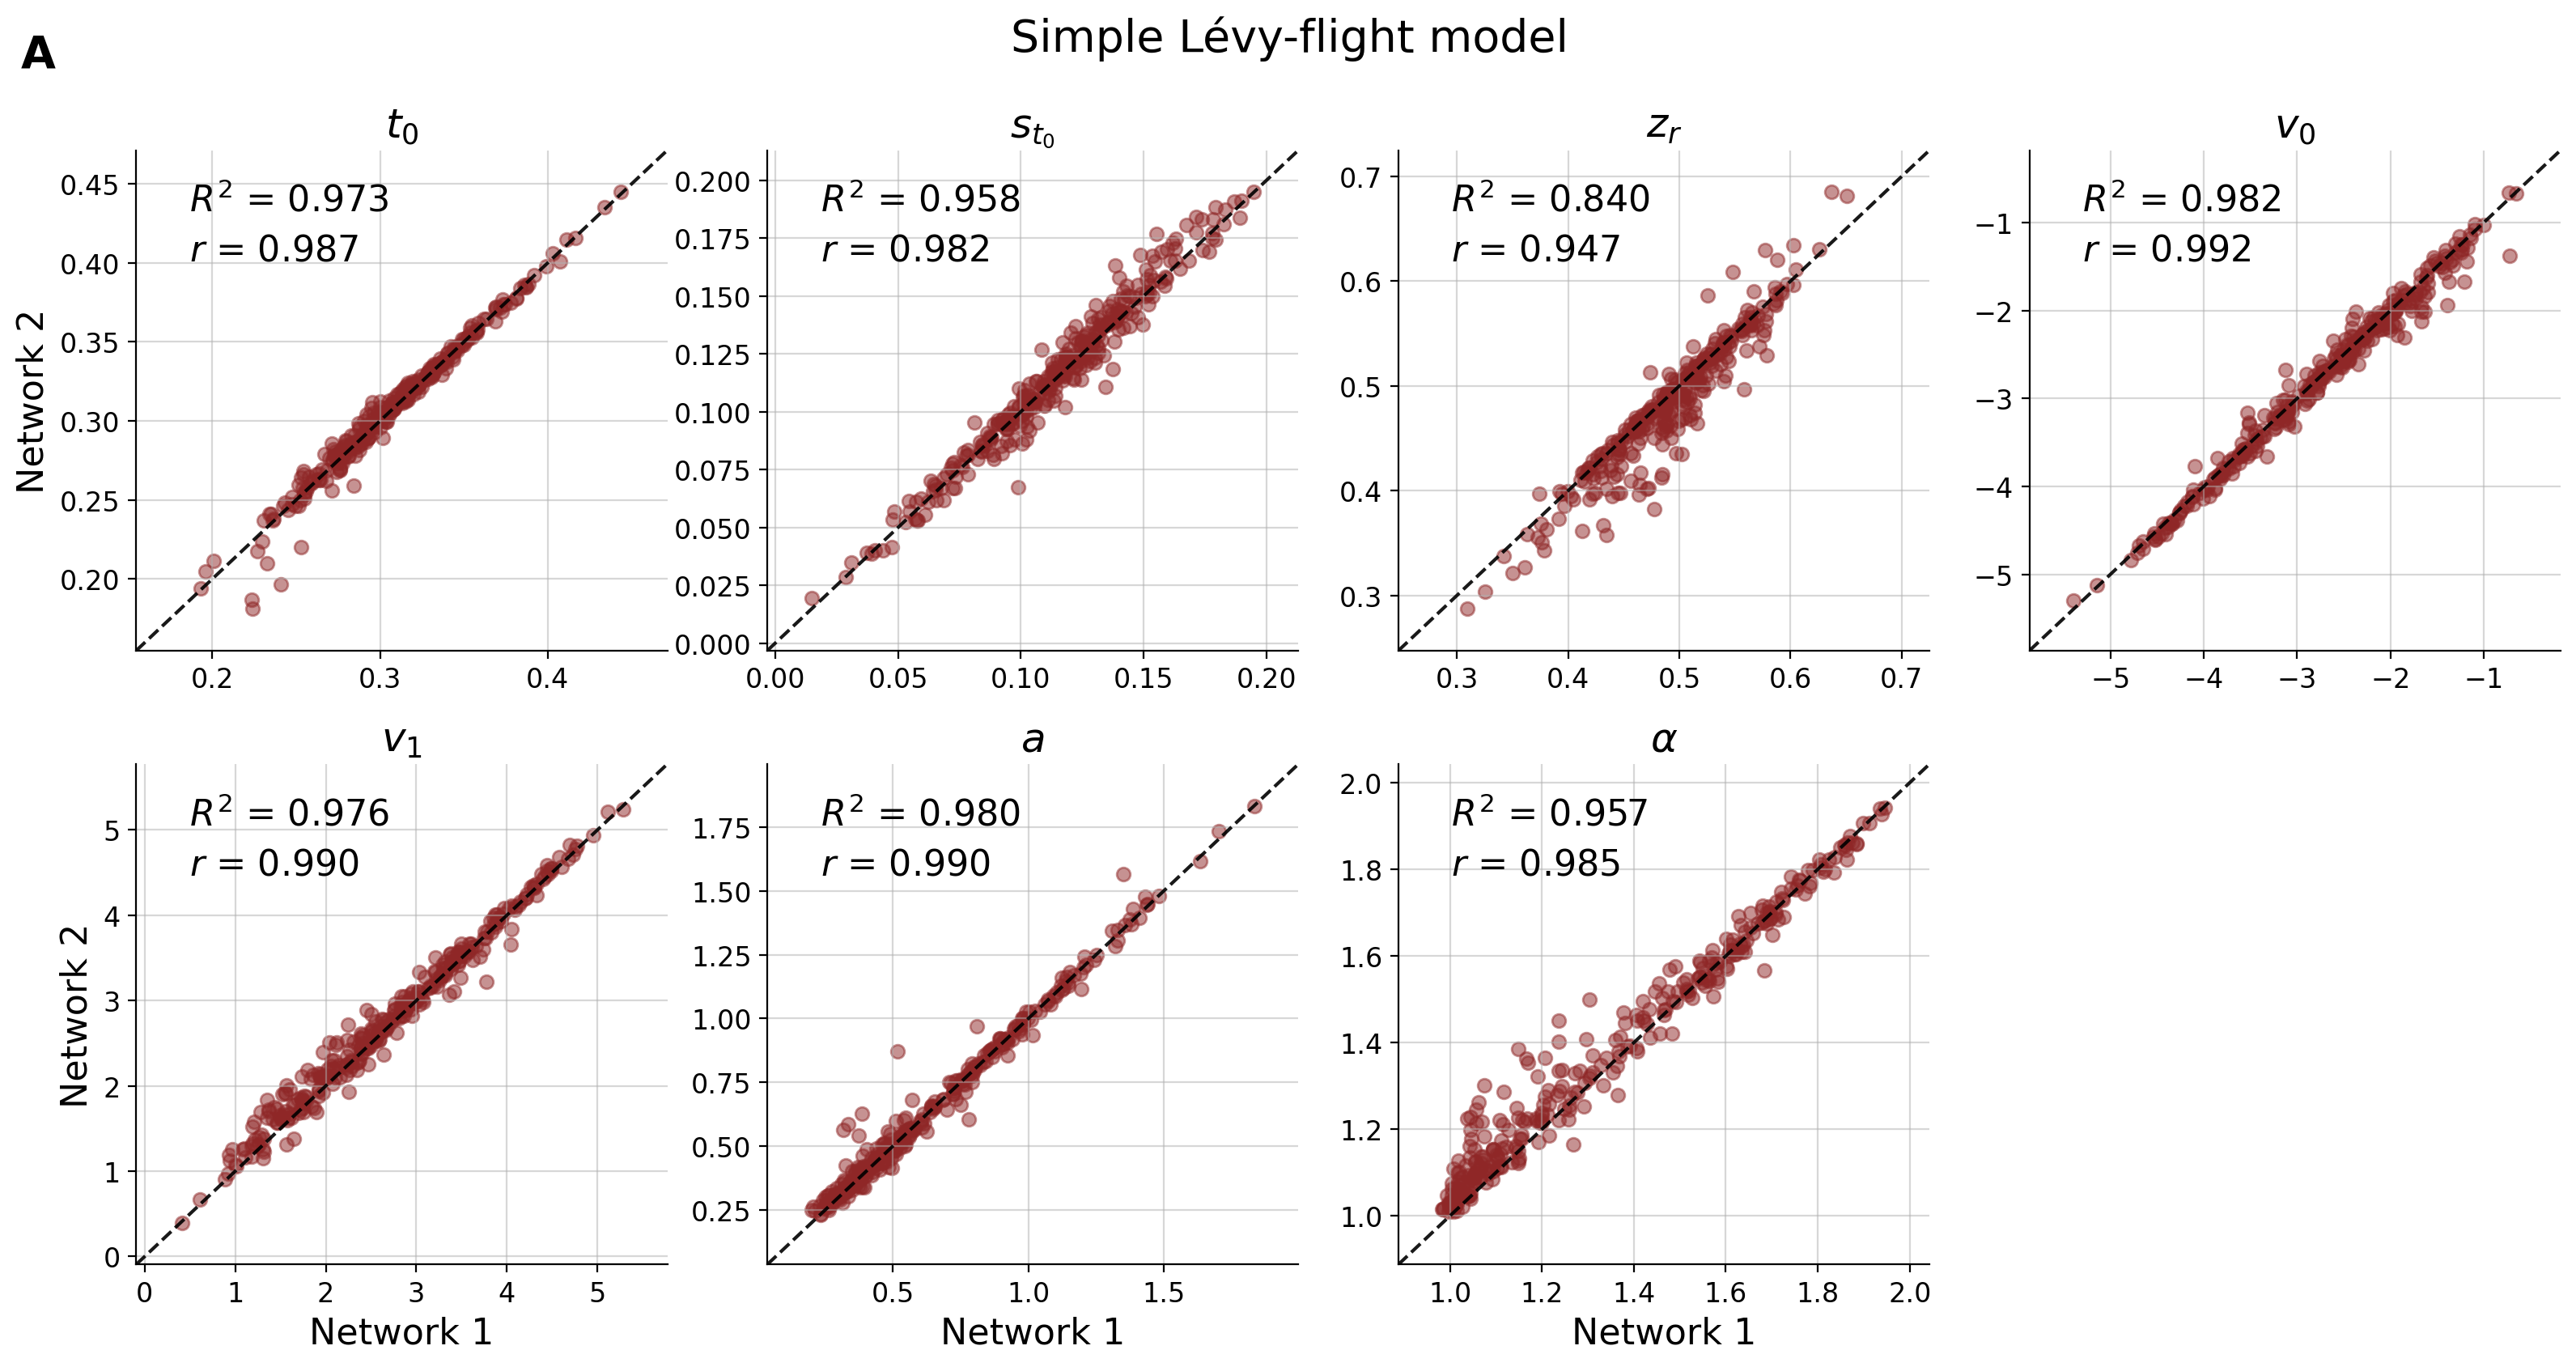 A
Simple Lévy-flight model
t₀
R² = 0.973
r = 0.987
0.45
0.40
0.35
0.30
0.25
0.20
0.2 0.3 0.4
Network 2
s_{t₀}
R² = 0.958
r = 0.982
0.200
0.175
0.150
0.125
0.100
0.075
0.050
0.025
0.000
0.00 0.05 0.10 0.15 0.20
z_r
R² = 0.840
r = 0.947
0.7
0.6
0.5
0.4
0.3
0.3 0.4 0.5 0.6 0.7
v₀
R² = 0.982
r = 0.992
−1
−2
−3
−4
−5
−5 −4 −3 −2 −1
v₁
R² = 0.976
r = 0.990
5
4
3
2
1
0
0 1 2 3 4 5
Network 2
Network 1
a
R² = 0.980
r = 0.990
1.75
1.50
1.25
1.00
0.75
0.50
0.25
0.5 1.0 1.5
Network 1
α
R² = 0.957
r = 0.985
2.0
1.8
1.6
1.4
1.2
1.0
1.0 1.2 1.4 1.6 1.8 2.0
Network 1